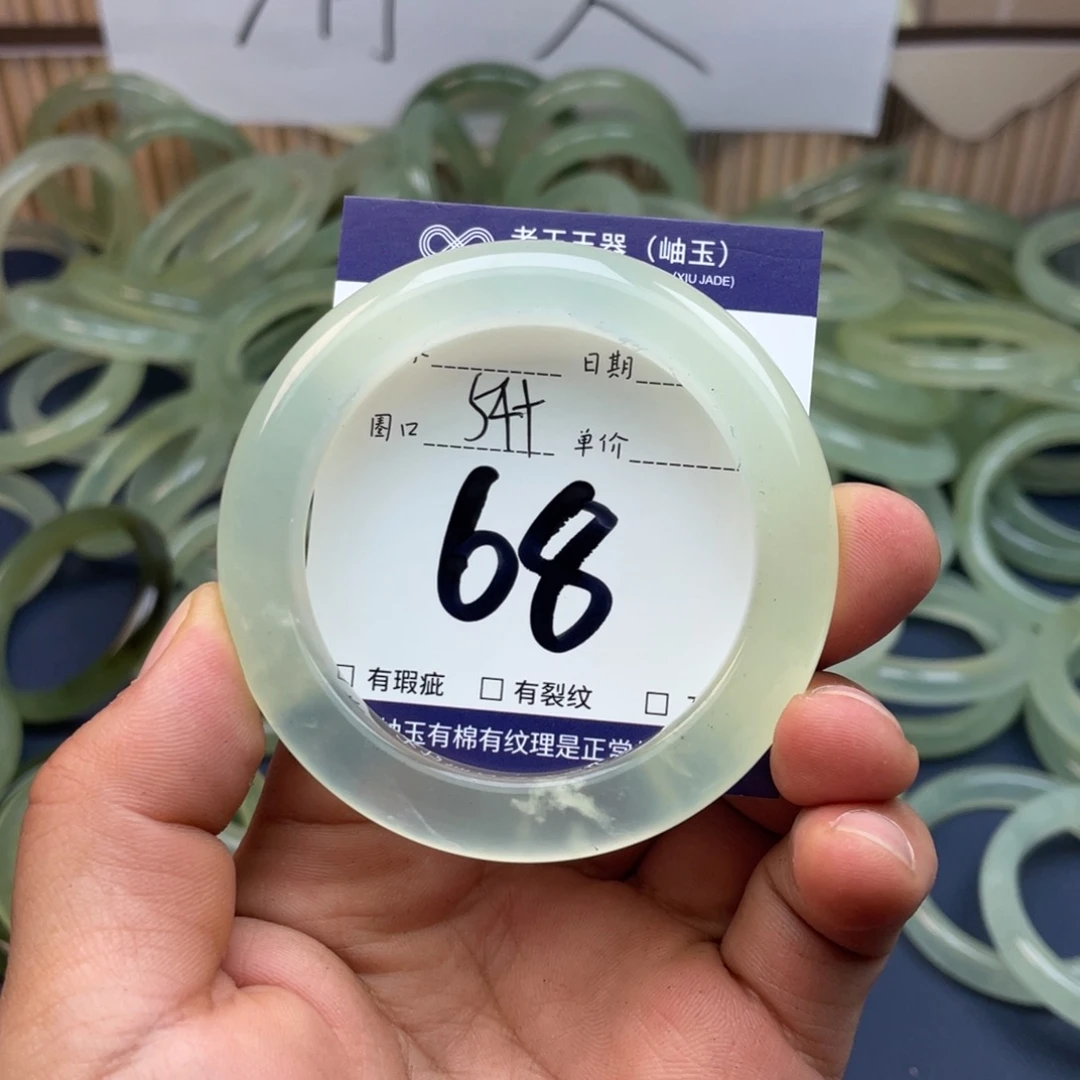 老玉玉器（岫玉）
(XIU JADE)
日期
圈口 54+ 单价
68
□ 有瑕疵 □ 有裂纹 □
岫玉有棉有纹理是正常